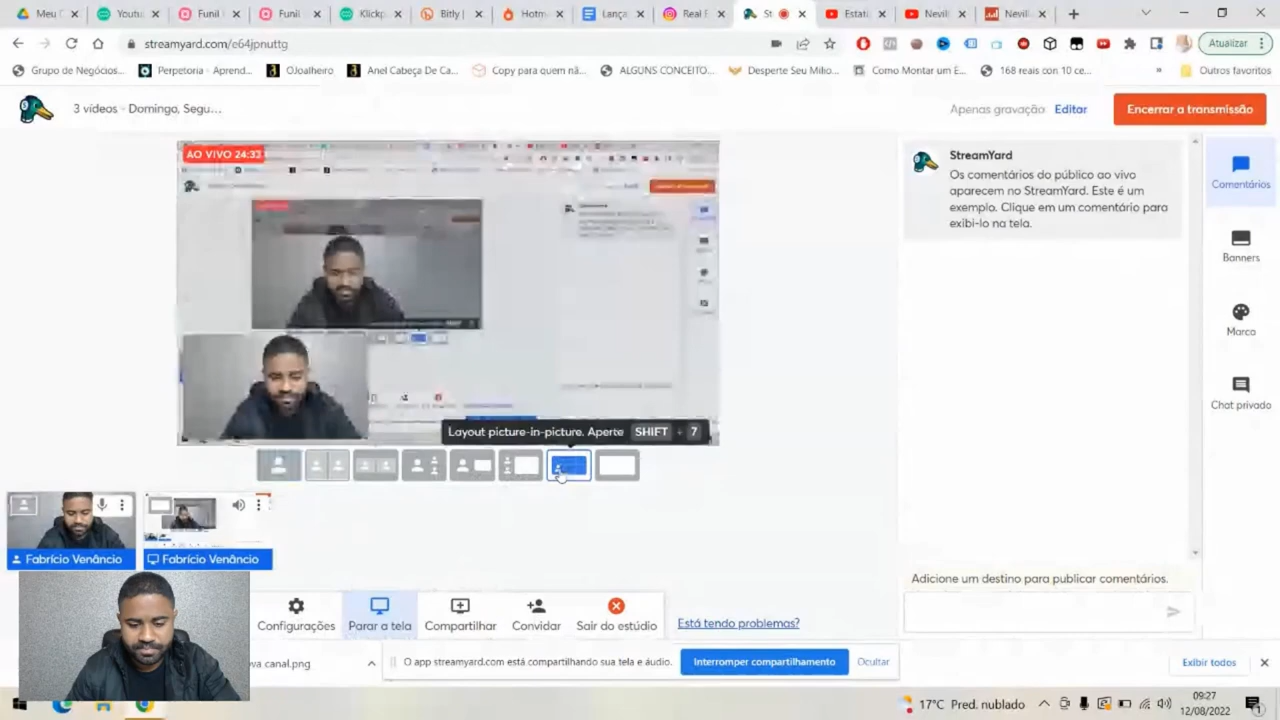 Meu D
Youtu
Funil
Funil
Klickp
Bitly |
Hotm
Lança
Real E
St
Estatí
Nevill
Nevill
streamyard.com/e64jpnuttg
Atualizar
Grupo de Negócios...
Perpetoria - Apren...
OJoalheiro
Anel Cabeça De Ca...
Copy para quem nã...
ALGUNS CONCEITO...
Desperte Seu Milio...
Como Montar um E...
168 reais con 10 ce...
»
Outros favoritos
3 vídeos - Domingo, Segu...
Apenas gravação
Editar
Encerrar a transmissão
AO VIVO 24:33
StreamYard
Os comentários do público ao vivo
aparecem no StreamYard. Este é um
exemplo. Clique em um comentário para
exibi-lo na tela.
Comentários
Banners
Marca
Chat privado
Layout picture-in-picture. Aperte SHIFT + 7
Fabrício Venâncio
Fabrício Venâncio
Adicione um destino para publicar comentários.
Configurações
Parar a tela
Compartilhar
Convidar
Sair do estúdio
Está tendo problemas?
va canal.png
O app streamyard.com está compartilhando sua tela e áudio.
Interromper compartilhamento
Ocultar
Exibir todos
17°C Pred. nublado
09:27
12/08/2022
1